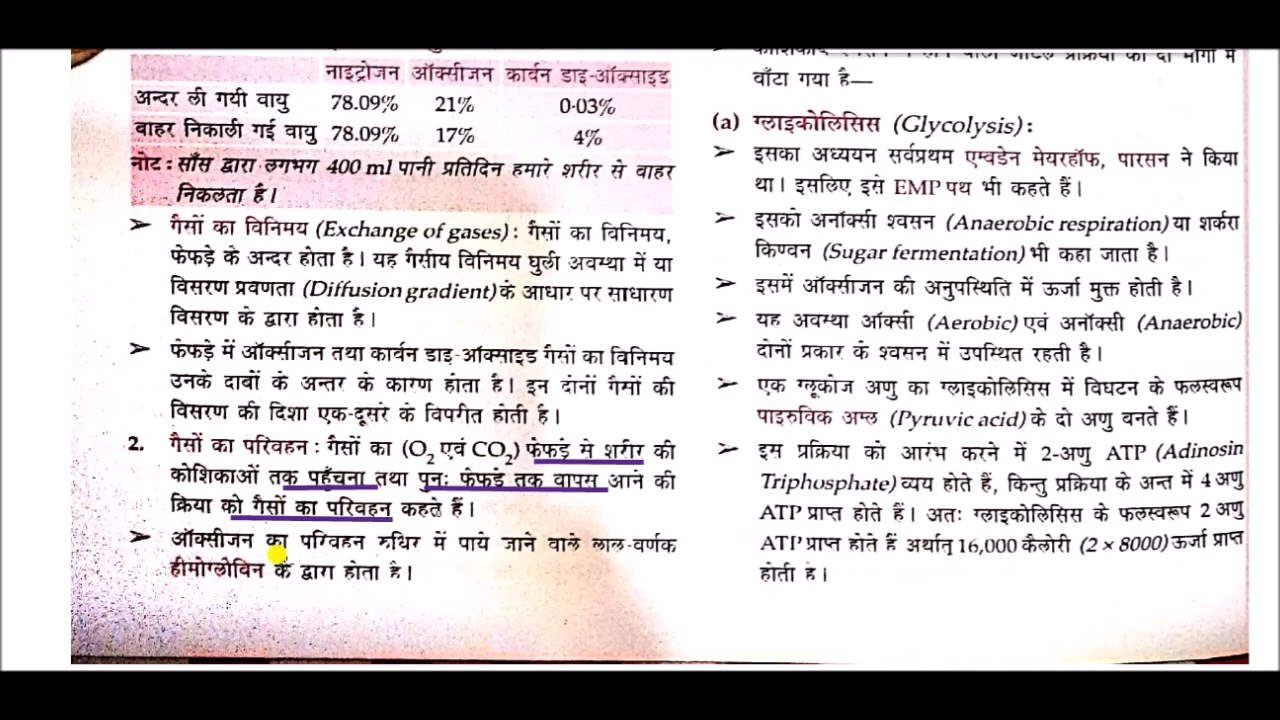 नाइट्रोजन ऑक्सीजन कार्बन डाइ-ऑक्साइड
अन्दर ली गयी वायु 78.09% 21% 0·03%
बाहर निकाली गई वायु 78.09% 17% 4%
नोट : साँस द्वारा लगभग 400 ml पानी प्रतिदिन हमारे शरीर से बाहर
निकलता है।
➢ गैसों का विनिमय (Exchange of gases) : गैसों का विनिमय,
फेफड़े के अन्दर होता है। यह गैसीय विनिमय घुली अवस्था में या
विसरण प्रवणता (Diffusion gradient) के आधार पर साधारण
विसरण के द्वारा होता है।
➢ फेफड़े में ऑक्सीजन तथा कार्बन डाइ-ऑक्साइड गैसों का विनिमय
उनके दाबों के अन्तर के कारण होता है। इन दोनों गैसों की
विसरण की दिशा एक-दूसरे के विपरीत होती है।
2. गैसों का परिवहन : गैसों का (O₂ एवं CO₂) फेफड़े से शरीर की
कोशिकाओं तक पहुँचना तथा पुनः फेफड़े तक वापस आने की
क्रिया को गैसों का परिवहन कहते हैं।
➢ ऑक्सीजन का परिवहन रुधिर में पाये जाने वाले लाल-वर्णक
हीमोग्लोबिन के द्वारा होता है।
बाँटा गया है—
(a) ग्लाइकोलिसिस (Glycolysis) :
➢ इसका अध्ययन सर्वप्रथम एम्बडेन मेयरहॉफ, पारसन ने किया
था। इसलिए इसे EMP पथ भी कहते हैं।
➢ इसको अनॉक्सी श्वसन (Anaerobic respiration) या शर्करा
किण्वन (Sugar fermentation) भी कहा जाता है।
➢ इसमें ऑक्सीजन की अनुपस्थिति में ऊर्जा मुक्त होती है।
➢ यह अवस्था ऑक्सी (Aerobic) एवं अनॉक्सी (Anaerobic)
दोनों प्रकार के श्वसन में उपस्थित रहती है।
➢ एक ग्लूकोज अणु का ग्लाइकोलिसिस में विघटन के फलस्वरूप
पाइरुविक अम्ल (Pyruvic acid) के दो अणु बनते हैं।
➢ इस प्रक्रिया को आरंभ करने में 2-अणु ATP (Adinosin
Triphosphate) व्यय होते हैं, किन्तु प्रक्रिया के अन्त में 4 अणु
ATP प्राप्त होते हैं। अतः ग्लाइकोलिसिस के फलस्वरूप 2 अणु
ATP प्राप्त होते हैं अर्थात् 16,000 कैलोरी (2 × 8000) ऊर्जा प्राप्त
होती है।